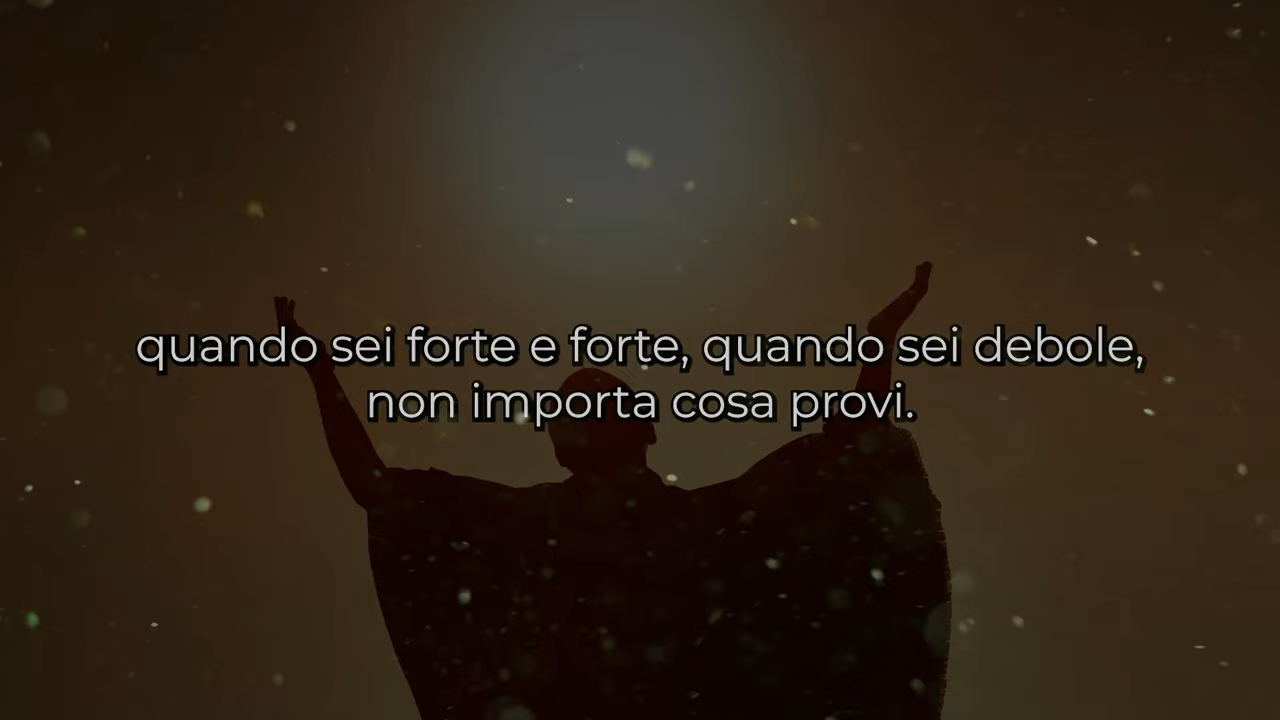 quando sei forte e forte, quando sei debole,
non importa cosa provi.